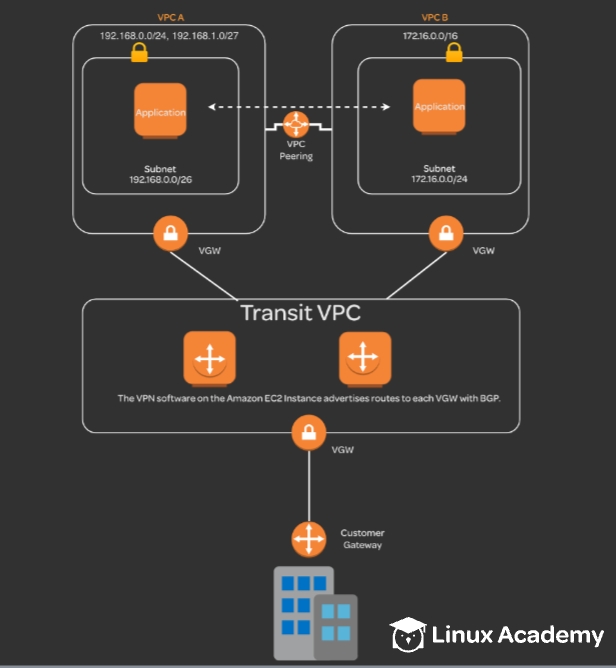 VPC A
VPC B
192.168.0.0/24, 192.168.1.0/27
172.16.0.0/16
Application
Application
VPC
Peering
Subnet
192.168.0.0/26
Subnet
172.16.0.0/24
VGW
VGW
Transit VPC
The VPN software on the Amazon EC2 Instance advertises routes to each VGW with BGP.
VGW
Customer
Gateway
Linux Academy